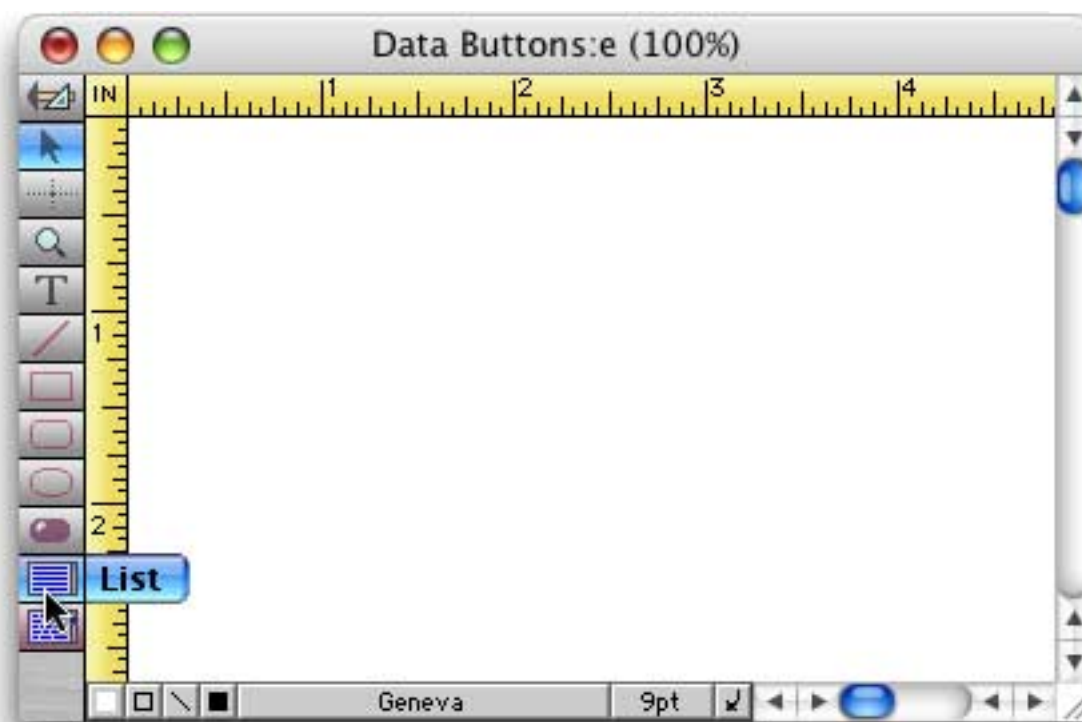 Data Buttons:e (100%)
IN 1 2 3 4
T
1
2
List
Geneva 9pt